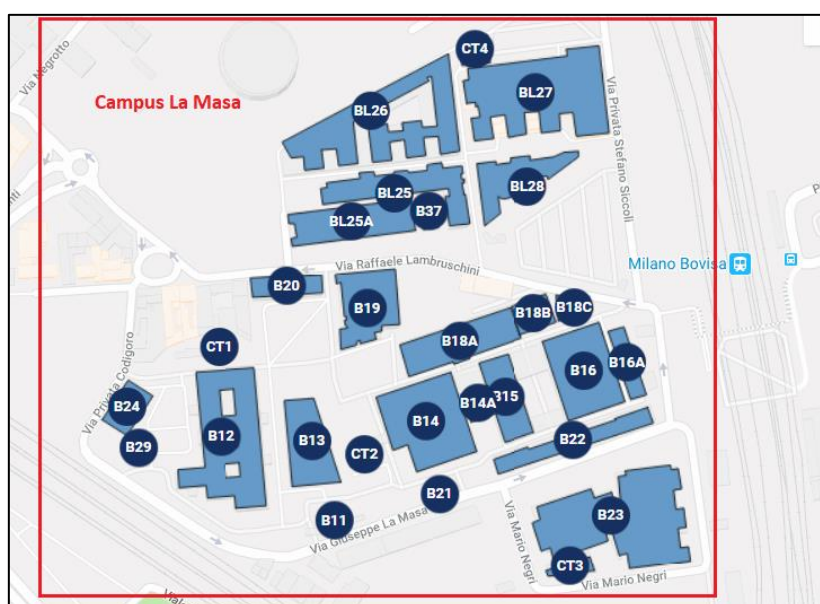 CT4
Via Negrotto
BL27
Campus La Masa
BL26
Via Privata Stefano Siccoli
BL25
BL28
B37
BL25A
Via Raffaele Lambruschini
Milano Bovisa
B20
B19
B18C
B18B
CT1
B18A
B16A
B16
Via Privata Codigoro
B24
B15
B14A
B14
B12
B13
B22
B29
CT2
B21
B11
Via Giuseppe La Masa
B23
Via Mario Negri
CT3
Via Mario Negri